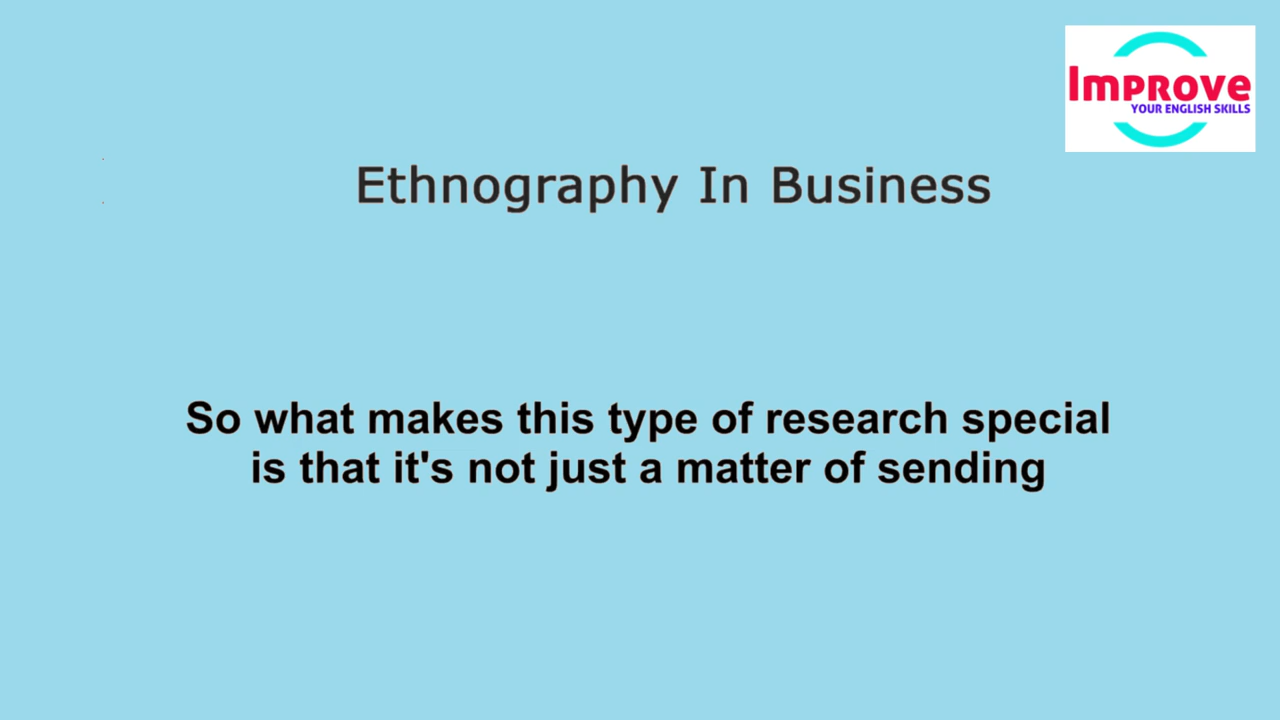 Improve
YOUR ENGLISH SKILLS
Ethnography In Business
So what makes this type of research special
is that it's not just a matter of sending